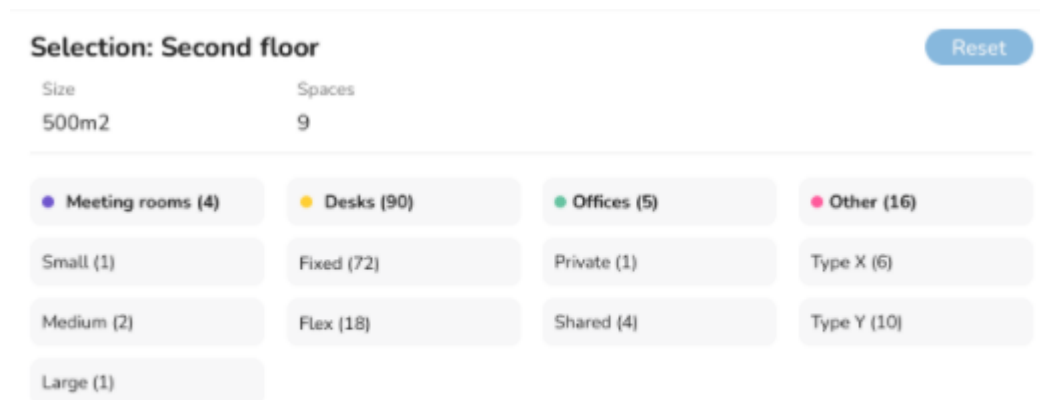 Selection: Second floor
Reset
Size Spaces
500m2 9
Meeting rooms (4) Desks (90) Offices (5) Other (16)
Small (1) Fixed (72) Private (1) Type X (6)
Medium (2) Flex (18) Shared (4) Type Y (10)
Large (1)